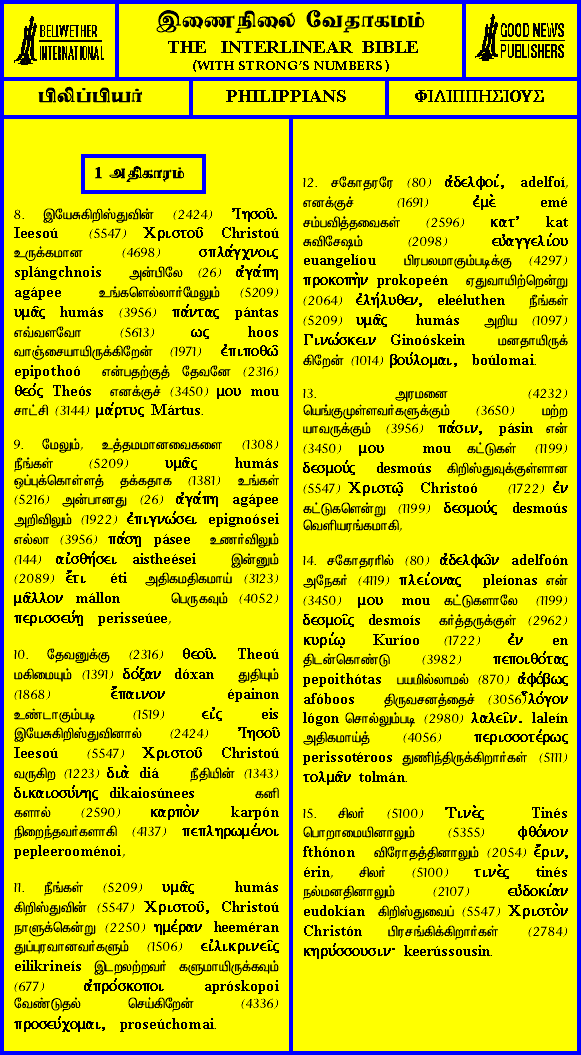 BELLWETHER
INTERNATIONAL
இணைநிலை வேதாகமம்
THE INTERLINEAR BIBLE
(WITH STRONG'S NUMBERS)
GOOD NEWS
PUBLISHERS
பிலிப்பியர்
PHILIPPIANS
ΦΙΛΙΠΠΗΣΙΟΥΣ
1 அதிகாரம்
8. இயேசுகிறிஸ்துவின் (2424) Ἰησοῦ.
Ieesoú (5547) Χριστοῦ Christoú
உருக்கமான (4698) σπλάγχνοις
splángchnois அன்பிலே (26) ἀγάπη
agápee உங்களெல்லார்மேலும் (5209)
υμᾶς humás (3956) πάντας pántas
எவ்வளவோ (5613) ως hoos
வாஞ்சையாயிருக்கிறேன் (1971) ἐπιποθῶ
epipothoó என்பதற்குத் தேவனே (2316)
θεός Theós எனக்குச் (3450) μου mou
சாட்சி (3144) μάρτυς Mártus.
9. மேலும், உத்தமமானவைகளை (1308)
நீங்கள் (5209) υμᾶς humás
ஒப்புக்கொள்ளத் தக்கதாக (1381) உங்கள்
(5216) அன்பானது (26) ἀγάπη agápee
அறிவிலும் (1922) ἐπιγνώσει epignoósei
எல்லா (3956) πάση pásee உணர்விலும்
(144) αἰσθήσει aistheései இன்னும்
(2089) ἔτι éti அதிகமதிகமாய் (3123)
μᾶλλον mállon பெருகவும் (4052)
περισσεύη perisseúee,
10. தேவனுக்கு (2316) θεοῦ. Theoú
மகிமையும் (1391) δόξαν dóxan துதியும்
(1868) ἔπαινον épainon
உண்டாகும்படி (1519) εἰς eis
இயேசுகிறிஸ்துவினால் (2424) Ἰησοῦ
Ieesoú (5547) Χριστοῦ Christoú
வருகிற (1223) διὰ diá நீதியின் (1343)
δικαιοσύνης dikaiosúnees கனி
களால் (2590) καρπὸν karpón
நிறைந்தவர்களாகி (4137) πεπληρωμένοι
pepleerooménoi,
11. நீங்கள் (5209) υμᾶς humás
கிறிஸ்துவின் (5547) Χριστοῦ, Christoú
நாளுக்கென்று (2250) ημέραν heeméran
துப்புரவானவர்களும் (1506) εἰλικρινεῖς
eilikrineís இடறலற்றவர் களுமாயிருக்கவும்
(677) ἀπρόσκοποι apróskopoi
வேண்டுதல் செய்கிறேன் (4336)
προσεύχομαι, proseúchomai.
12. சகோதரரே (80) ἀδελφοί, adelfoí,
எனக்குச் (1691) ἐμὲ emé
சம்பவித்தவைகள் (2596) κατ' kat
சுவிசேஷம் (2098) εὐαγγελίου
euangelíou பிரபலமாகும்படிக்கு (4297)
προκοπὴν prokopeén ஏதுவாயிற்றென்று
(2064) ἐλήλυθεν, eleéluthen நீங்கள்
(5209) υμᾶς humás அறிய (1097)
Γινώσκειν Ginoóskein மனதாயிருக்
கிறேன் (1014) βούλομαι, boúlomai.
13. அரமனை (4232)
யெங்குமுள்ளவர்களுக்கும் (3650) மற்ற
யாவருக்கும் (3956) πάσιν, pásin என்
(3450) μου mou கட்டுகள் (1199)
δεσμούς desmoús கிறிஸ்துவுக்குள்ளான
(5547) Χριστῷ Christoó (1722) ἐν
கட்டுகளென்று (1199) δεσμούς desmoús
வெளியரங்கமாகி,
14. சகோதரரில் (80) ἀδελφῶν adelfoón
அநேகர் (4119) πλείονας pleíonas என்
(3450) μου mou கட்டுகளாலே (1199)
δεσμοῖς desmoís கர்த்தருக்குள் (2962)
κυρίῳ Kuríoo (1722) ἐν en
திடன்கொண்டு (3982) πεποιθότας
pepoithótas பயமில்லாமல் (870) ἀφόβως
afóboos திருவசனத்தைச் (3056) λόγον
lógon சொல்லும்படி (2980) λαλεῖν. laleín
அதிகமாய்த் (4056) περισσοτέρως
perissotéroos துணிந்திருக்கிறார்கள் (5111)
τολμᾶν tolmán.
15. சிலர் (5100) Τινὲς Tinés
பொறாமையினாலும் (5355) φθόνον
fthónon விரோதத்தினாலும் (2054) ἔριν,
érin, சிலர் (5100) τινὲς tinés
நல்மனதினாலும் (2107) εὐδοκίαν
eudokían கிறிஸ்துவைப் (5547) Χριστὸν
Christón பிரசங்கிக்கிறார்கள் (2784)
κηρύσσουσιν· keerússousin.